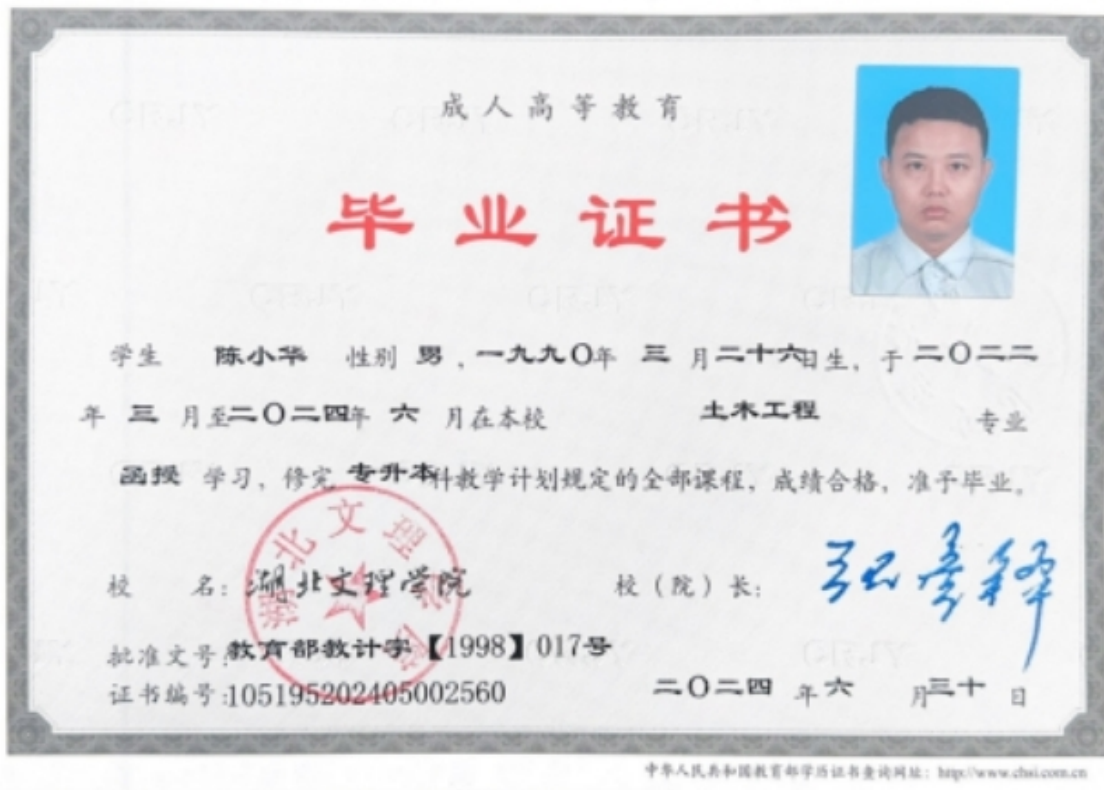 成人高等教育
毕业证书
学生 陈小华 性别 男，一九九〇年 三 月二十六日生，于二〇二二
年 三 月至二〇二四年 六 月在本校 土木工程 专业
函授 学习，修完 专升本科教学计划规定的全部课程，成绩合格，准予毕业。
校 名：湖北文理学院 校（院）长：
湖北文理学院
批准文号：教育部教计字【1998】017号
证书编号:105195202405002560 二〇二四 年 六 月三十 日
中华人民共和国教育部学历证书查询网址：http://www.chsi.com.cn